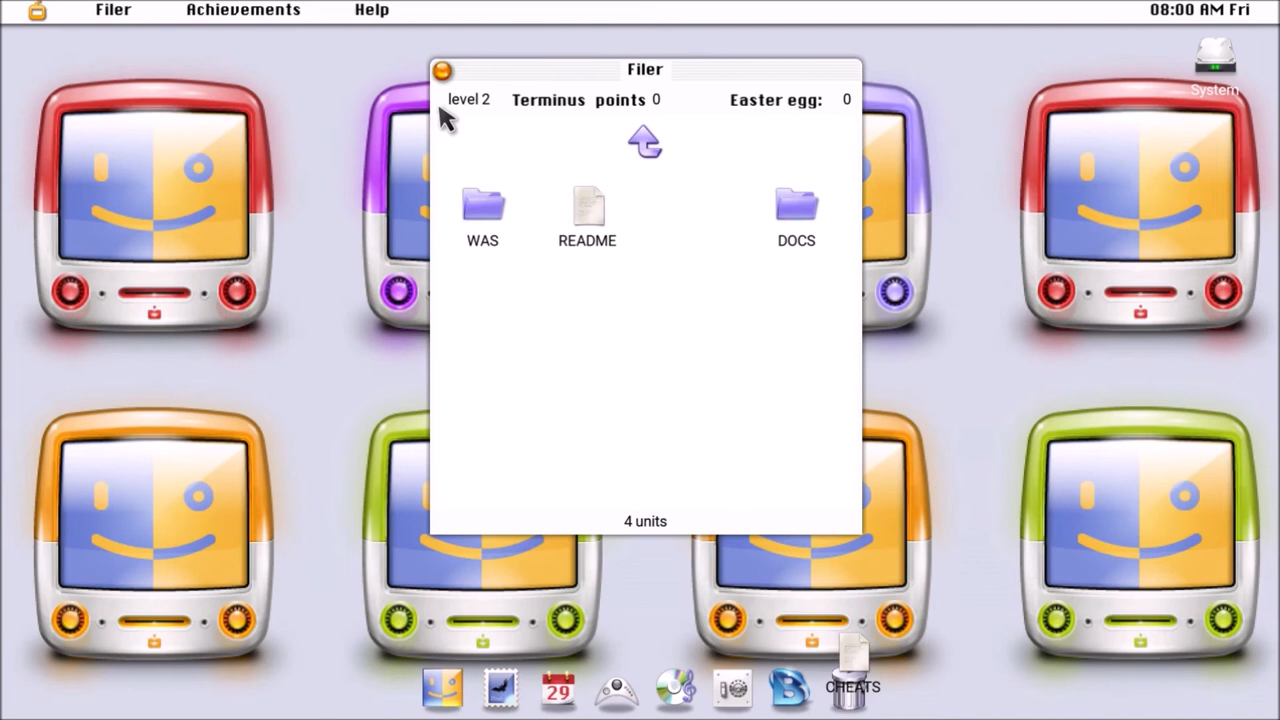 Filer Achievements Help 08:00 AM Fri
Filer
level 2 Terminus points 0 Easter egg: 0
System
WAS README DOCS
4 units
29
CHEATS